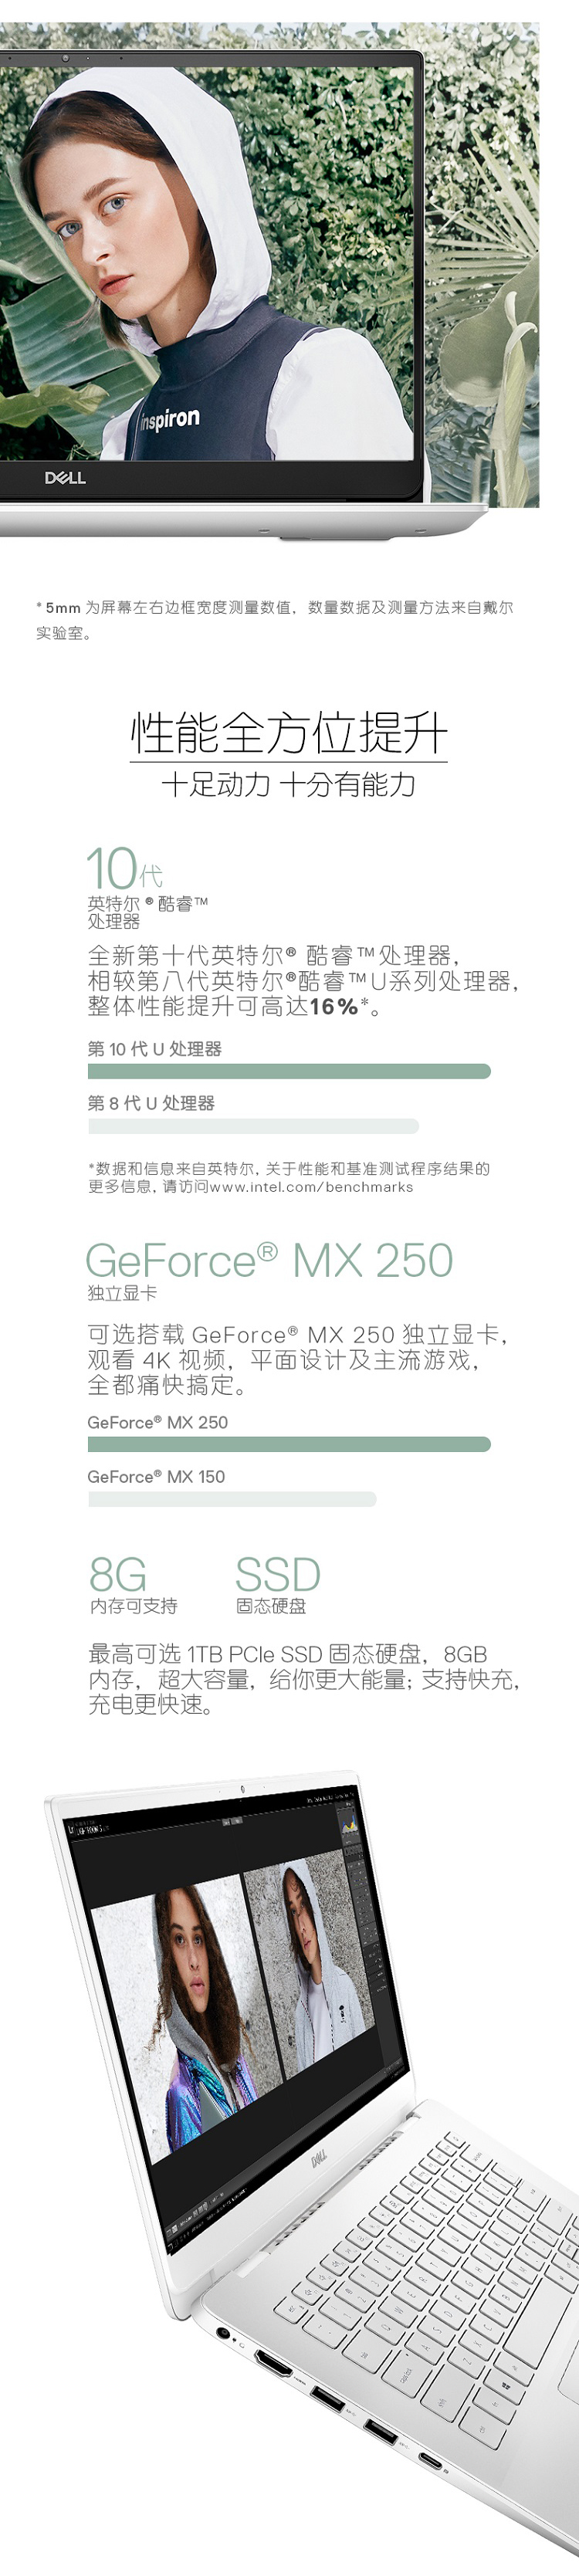 inspiron
DELL
* 5mm 为屏幕左右边框宽度测量数值，数量数据及测量方法来自戴尔
实验室。
性能全方位提升
十足动力 十分有能力
10代
英特尔®酷睿™
处理器
全新第十代英特尔® 酷睿™处理器，
相较第八代英特尔®酷睿™U系列处理器，
整体性能提升可高达16%*。
第 10 代 U 处理器
第 8 代 U 处理器
*数据和信息来自英特尔, 关于性能和基准测试程序结果的
更多信息, 请访问www.intel.com/benchmarks
GeForce® MX 250
独立显卡
可选搭载 GeForce® MX 250 独立显卡，
观看 4K 视频，平面设计及主流游戏，
全都痛快搞定。
GeForce® MX 250
GeForce® MX 150
8G SSD
内存可支持 固态硬盘
最高可选 1TB PCIe SSD 固态硬盘，8GB
内存，超大容量，给你更大能量；支持快充，
充电更快速。
DELL